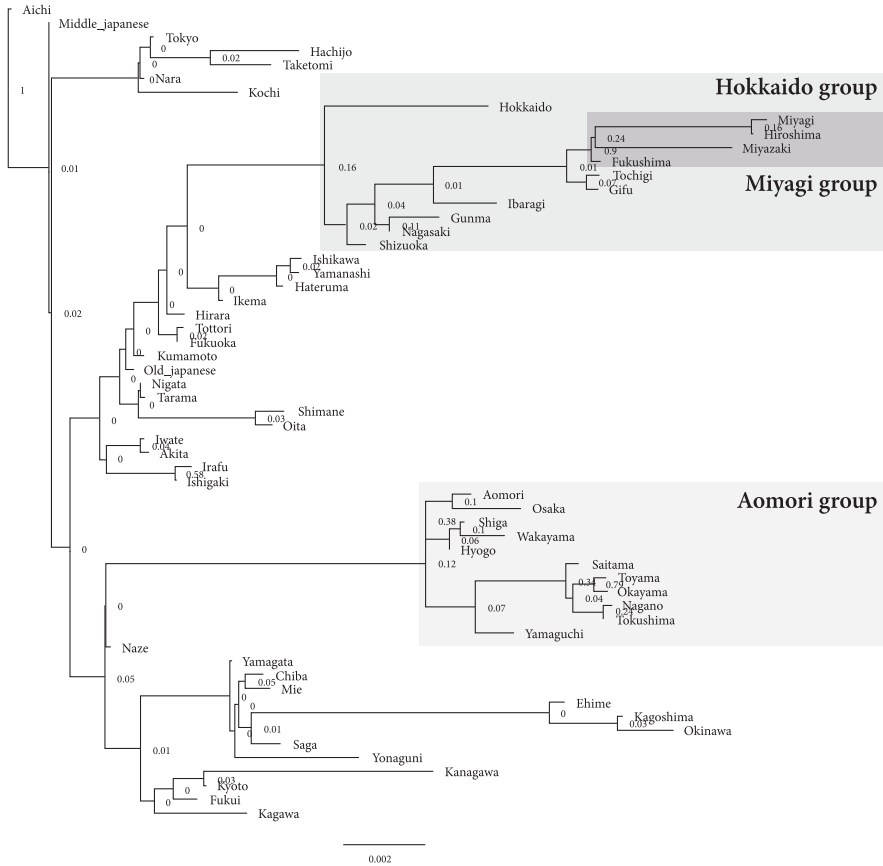 Aichi
Middle_japanese
Tokyo
0
Hachijo
0
0.02
Taketomi
0
Nara
1
Kochi
Hokkaido group
Hokkaido
Miyagi
0.16
Hiroshima
0.24
Miyazaki
0.9
Fukushima
0.01
0.16
0.01
Tochigi
0.02
Gifu
Miyagi group
0.01
Ibaragi
0.04
Gunma
0.02
0.11
Nagasaki
Shizuoka
0
Ishikawa
0.02
Yamanashi
0
0
Hateruma
0
Ikema
0
Hirara
0.02
Tottori
0
0.02
Fukuoka
0
Kumamoto
Old_japanese
0
Nigata
Tarama
0
Shimane
0.03
Oita
0
Iwate
0.04
Akita
0
Irafu
0.58
Ishigaki
Aomori group
Aomori
0.1
Osaka
0.38
Shiga
0.1
Wakayama
0.06
Hyogo
0
0.12
Saitama
Toyama
0.34
0.79
Okayama
0.04
Nagano
0
0.07
0.24
Tokushima
Yamaguchi
Naze
Yamagata
0.05
Chiba
0.05
Mie
0
Ehime
0
0
Kagoshima
0.03
0
0.01
Okinawa
Saga
0.01
Yonaguni
Kanagawa
0.03
Kyoto
0
Fukui
0
Kagawa
0.002